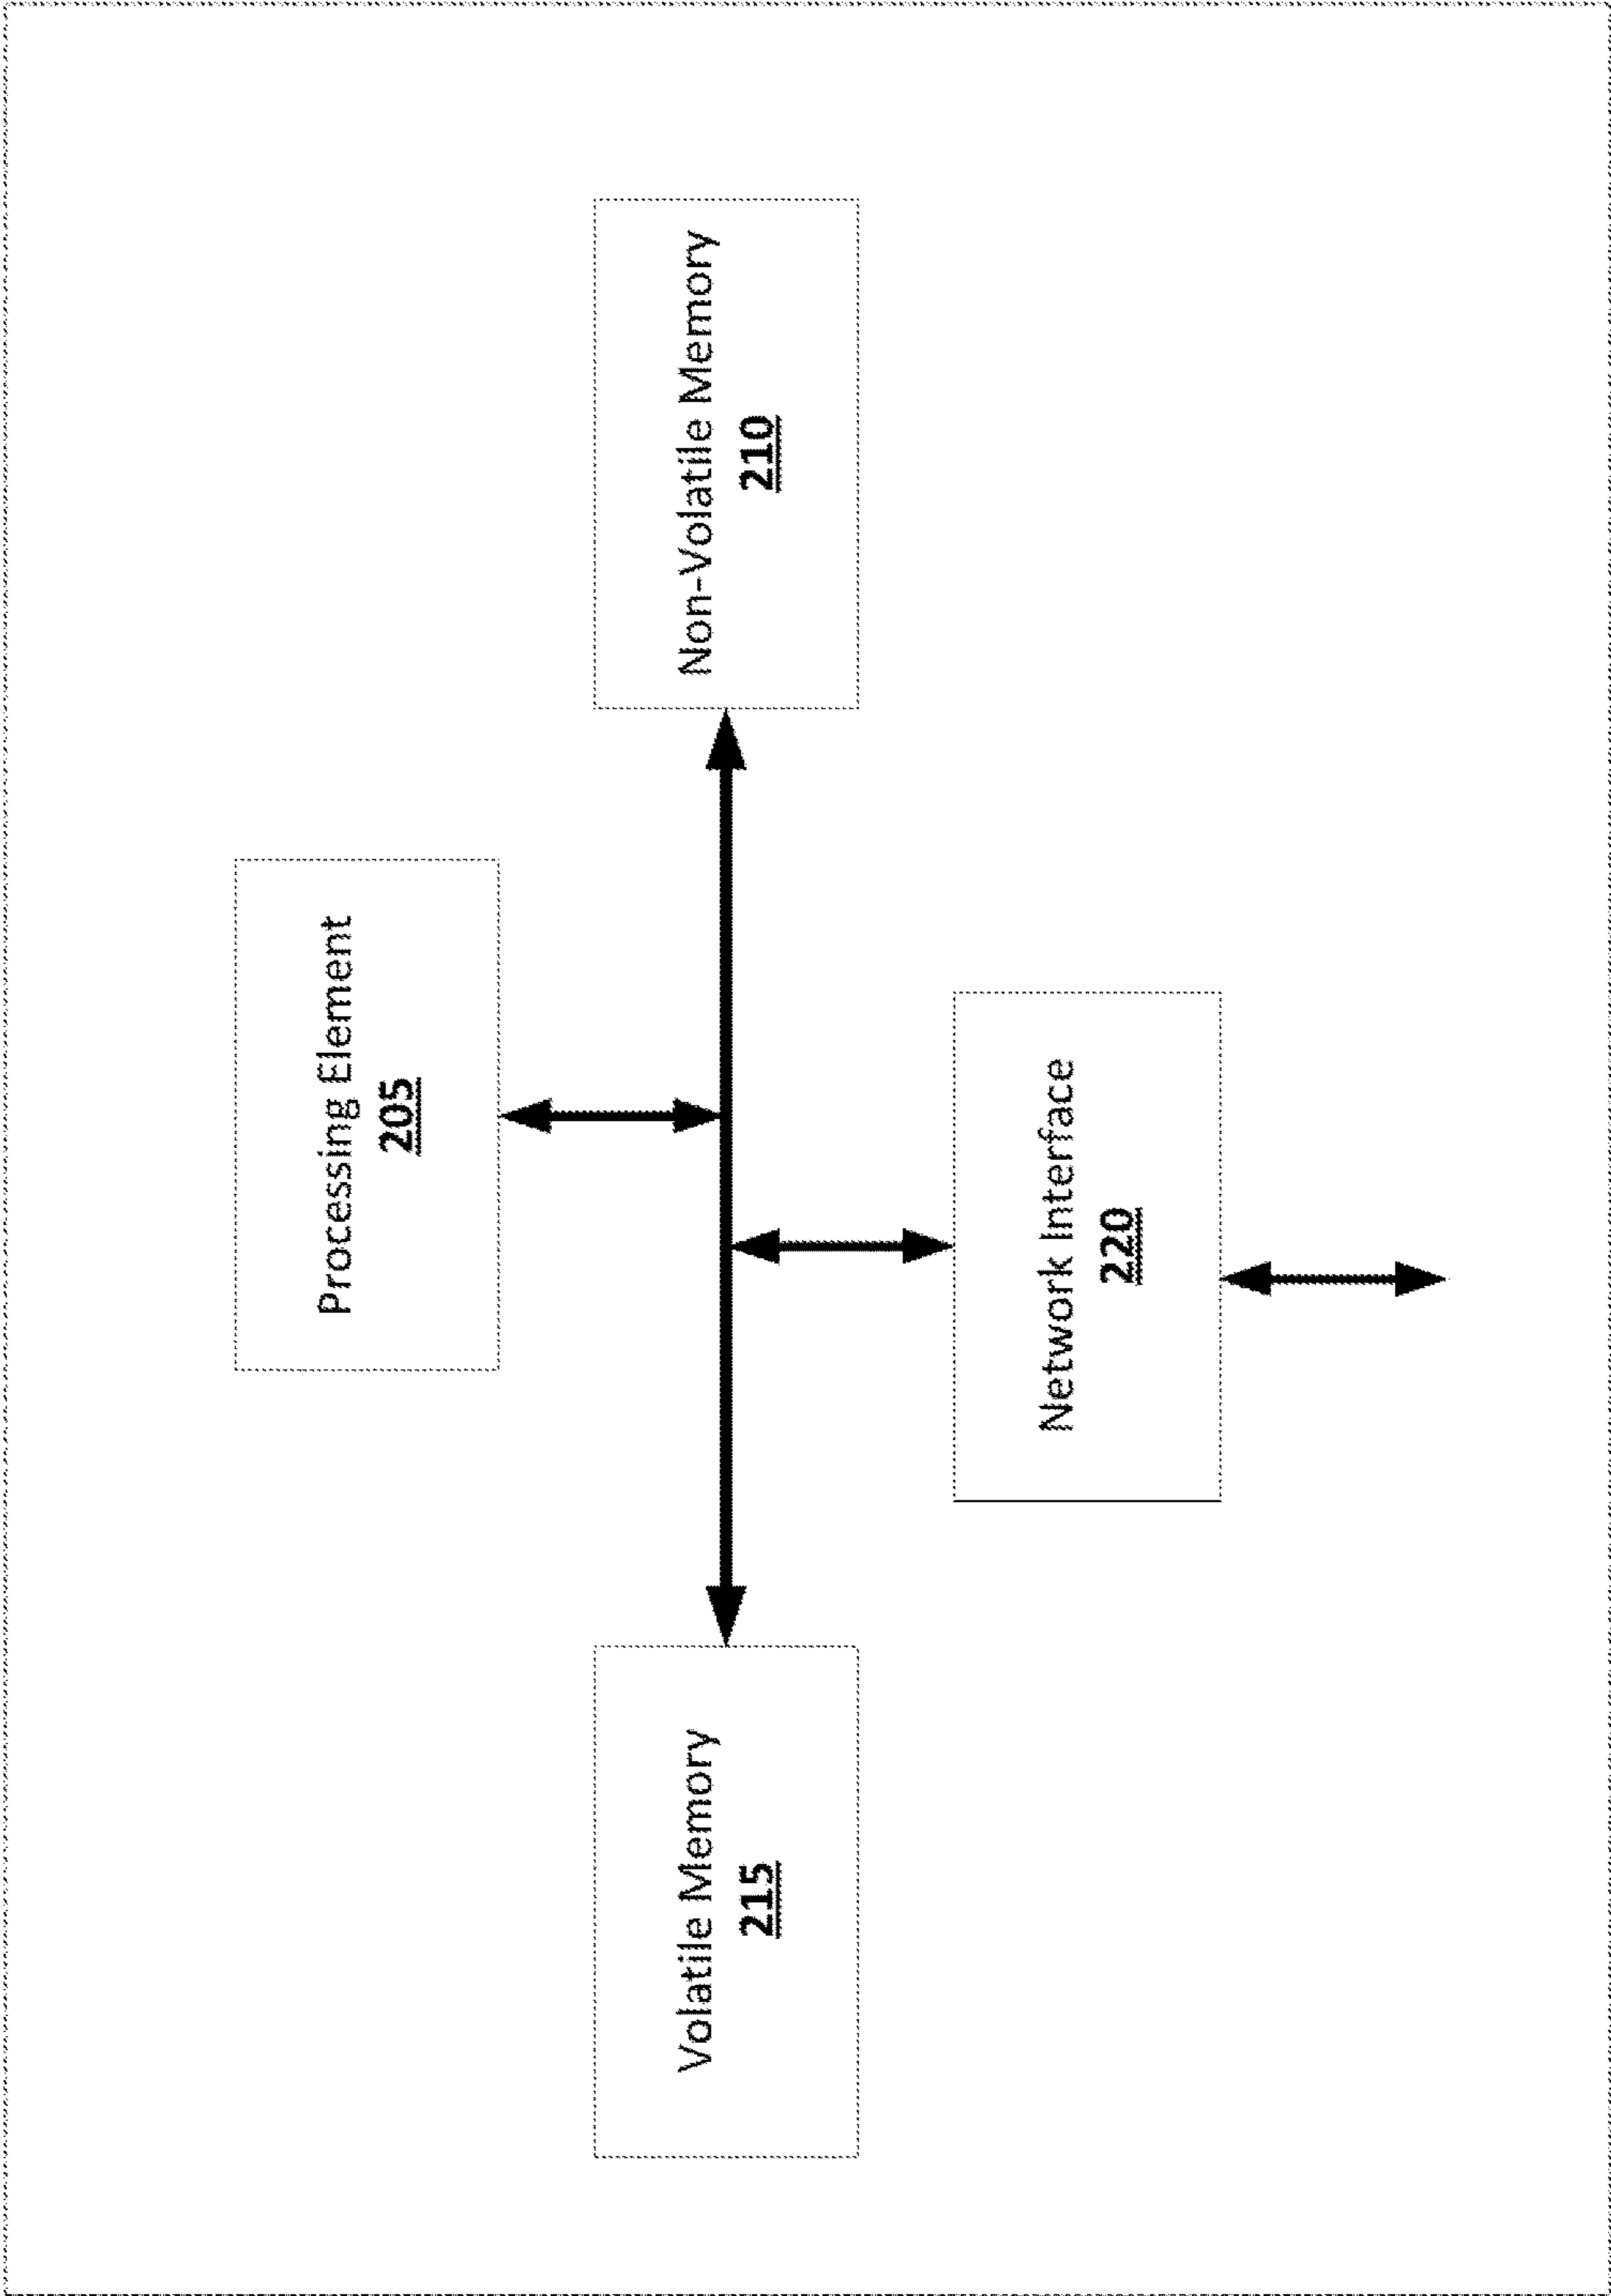 Processing Element
205
Volatile Memory
215
Non-Volatile Memory
210
Network Interface
220